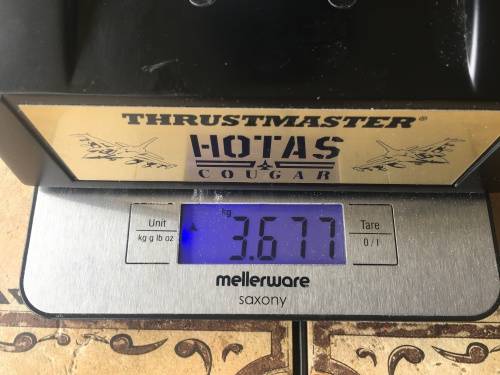 THRUSTMASTER®
HOTAS
COUGAR
Unit
kg g lb oz
kg
3.677
Tare
0 / I
mellerware
saxony